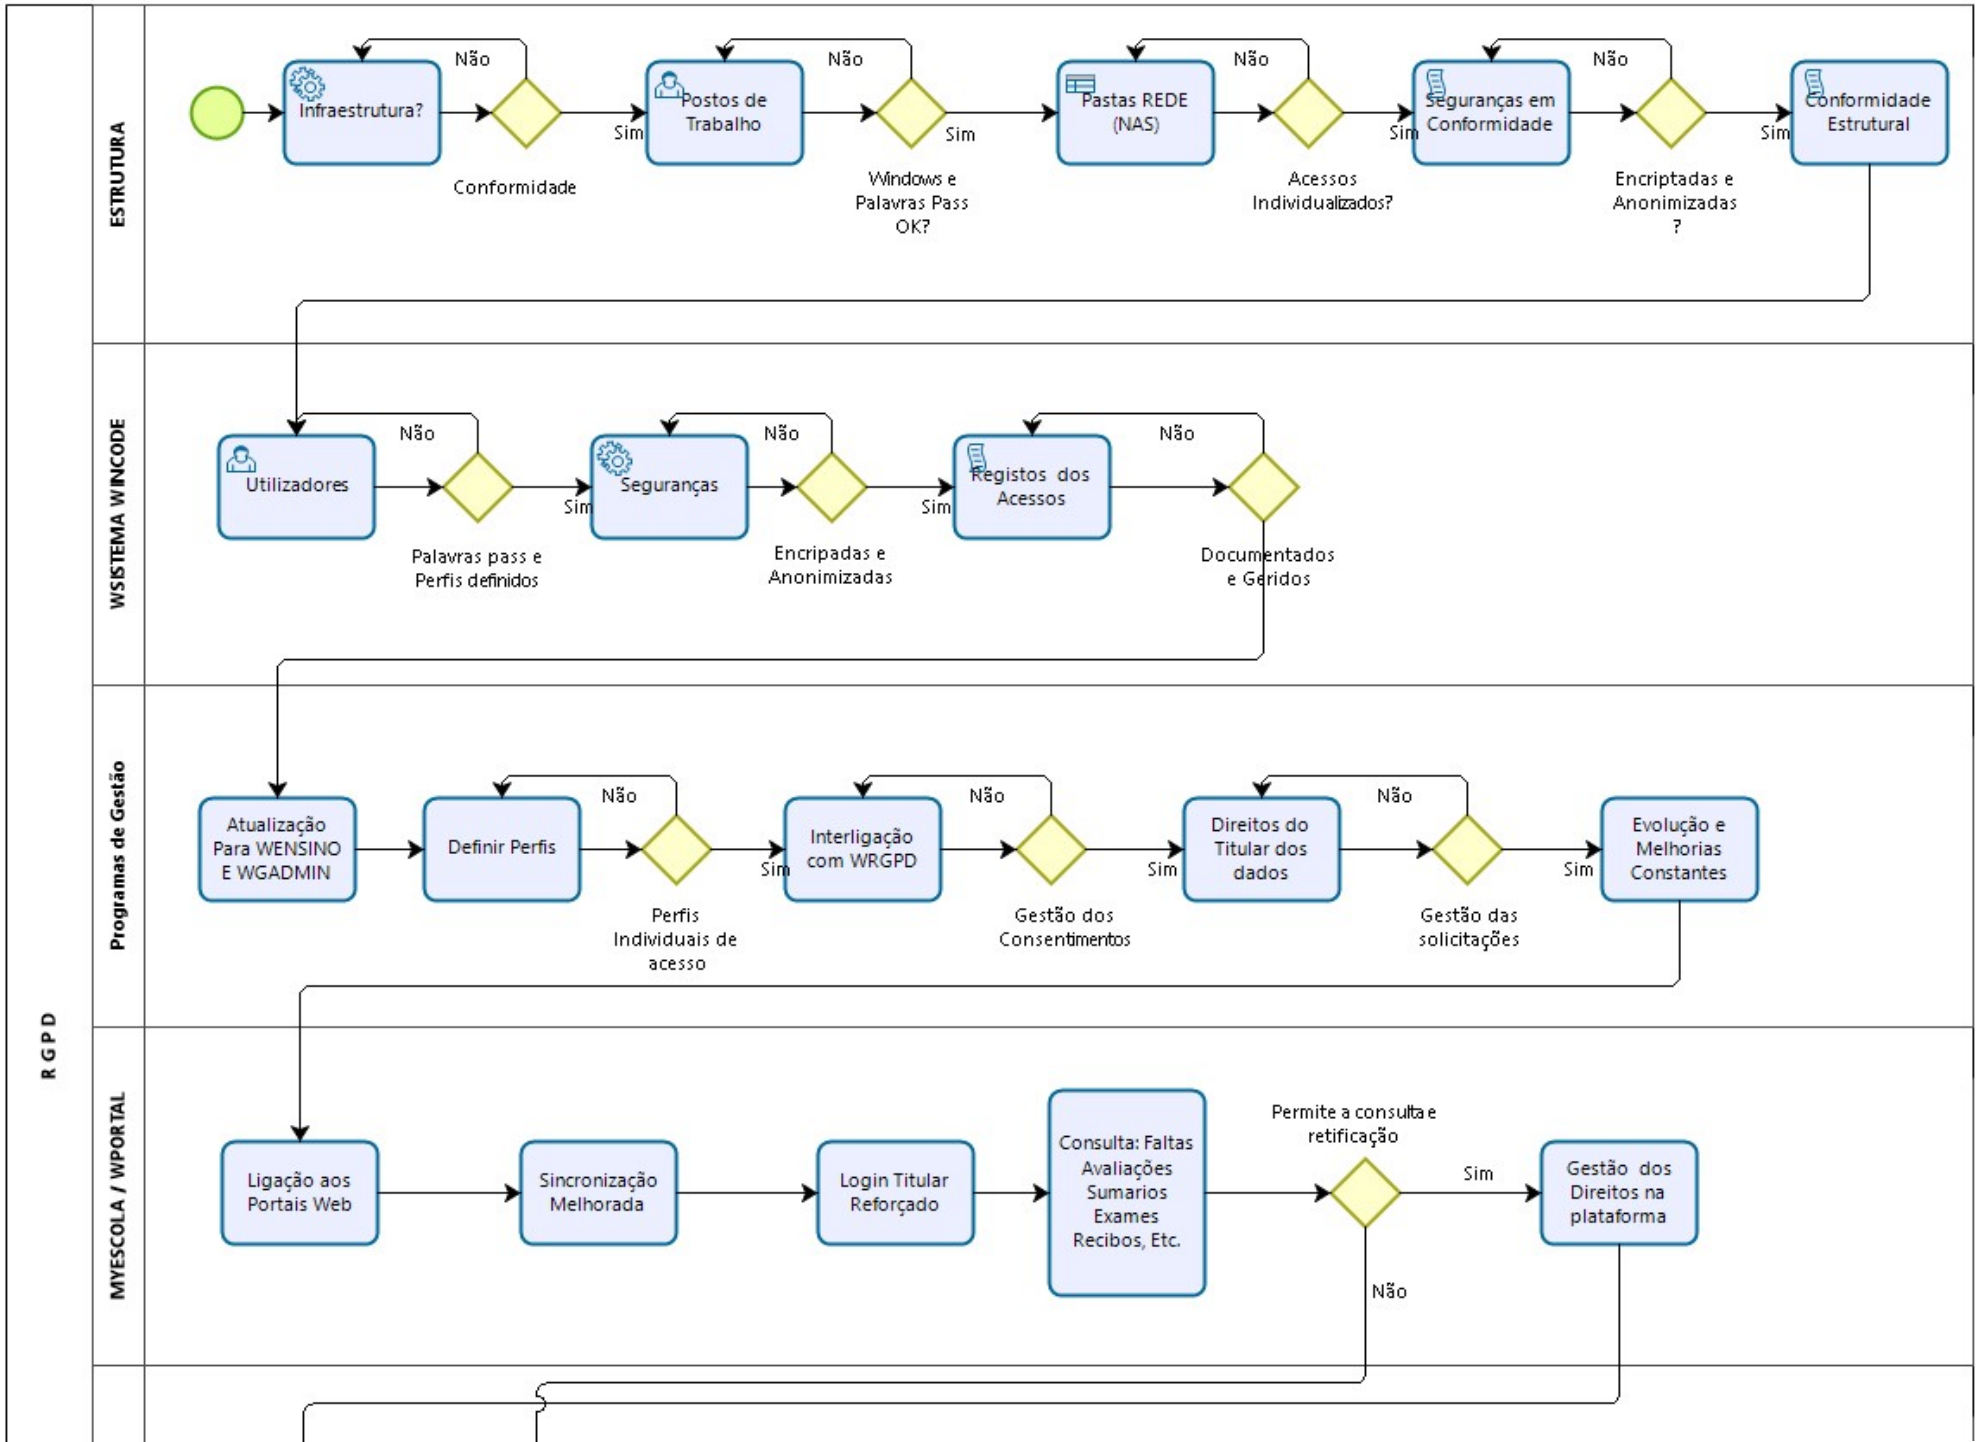 R G P D
ESTRUTURA
Não
Infraestrutura?
Conformidade
Sim
Não
Postos de
Trabalho
Windows e
Palavras Pass
OK?
Sim
Não
Pastas REDE
(NAS)
Acessos
Individualizados?
Sim
Não
Seguranças em
Conformidade
Encriptadas e
Anonimizadas
?
Sim
Conformidade
Estrutural
WSISTEMA WINCODE
Não
Utilizadores
Palavras pass e
Perfis definidos
Sim
Não
Seguranças
Encripadas e
Anonimizadas
Sim
Não
Registos dos
Acessos
Documentados
e Geridos
Programas de Gestão
Atualização
Para WENSINO
E WGADMIN
Não
Definir Perfis
Perfis
Individuais de
acesso
Sim
Não
Interligação
com WRGPD
Gestão dos
Consentimentos
Sim
Não
Direitos do
Titular dos
dados
Gestão das
solicitações
Sim
Evolução e
Melhorias
Constantes
MYESCOLA / WPORTAL
Ligação aos
Portais Web
Sincronização
Melhorada
Login Titular
Reforçado
Consulta: Faltas
Avaliações
Sumarios
Exames
Recibos, Etc.
Permite a consulta e
retificação
Sim
Não
Gestão dos
Direitos na
plataforma